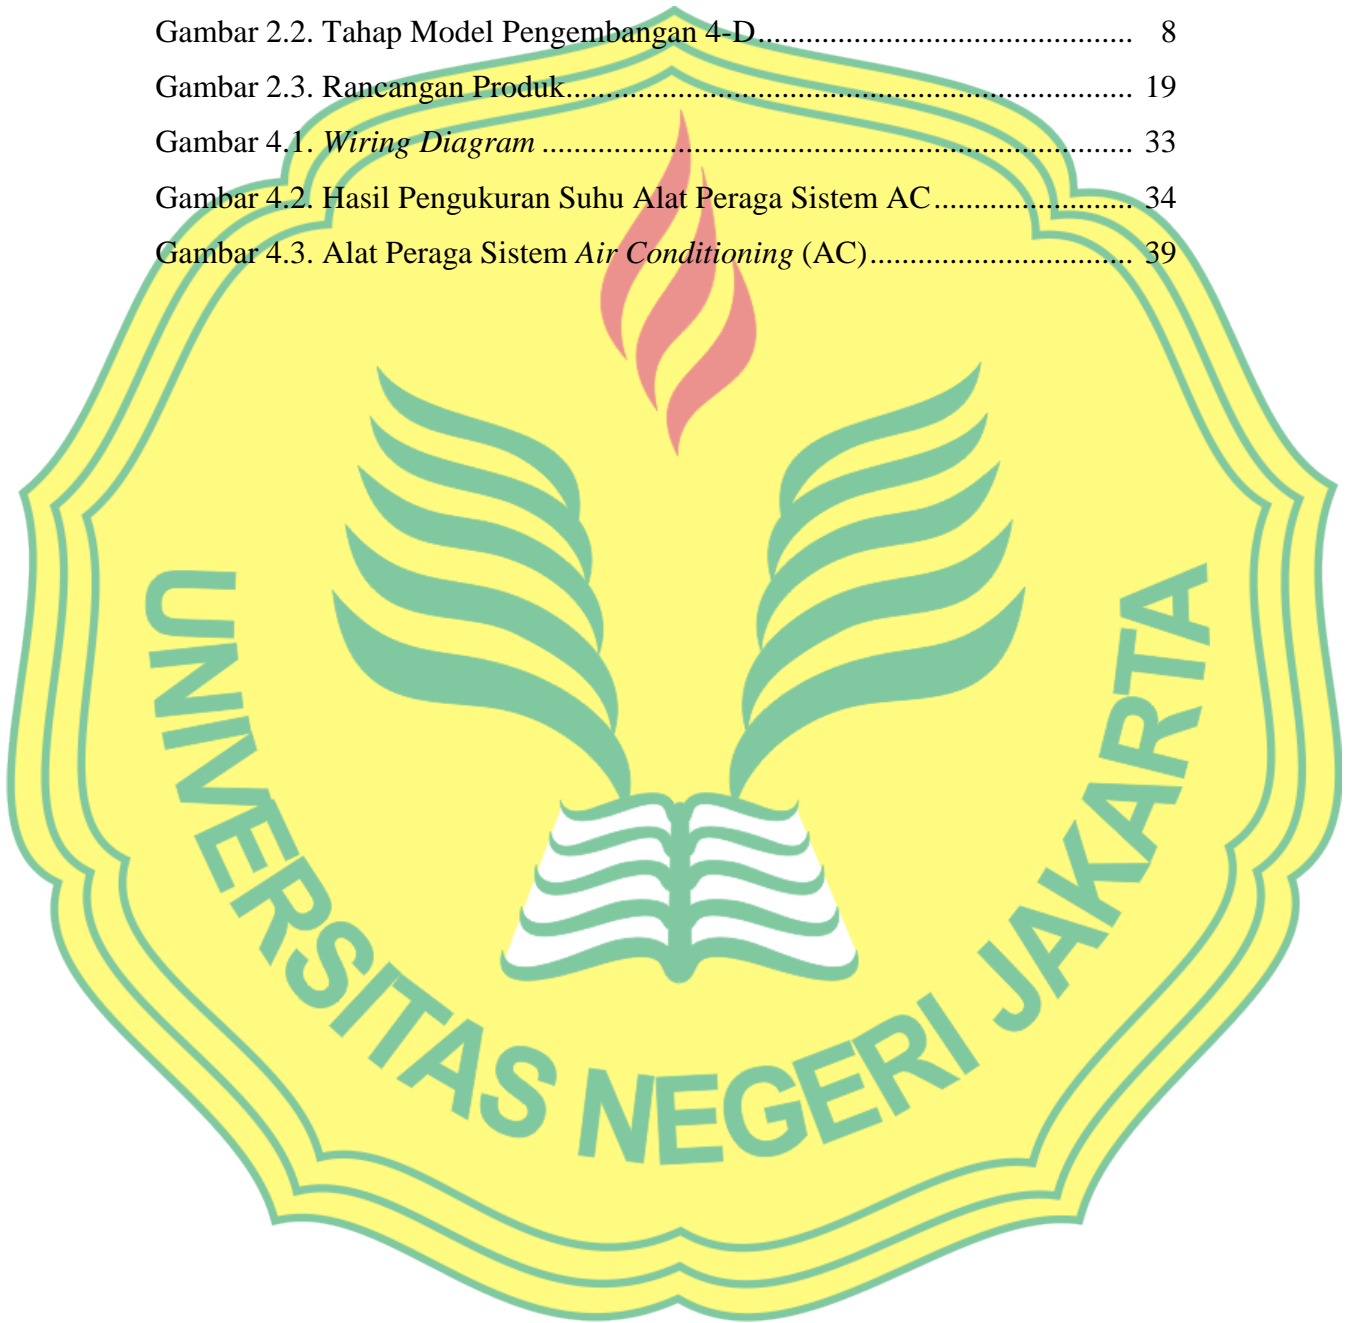 Gambar 2.2. Tahap Model Pengembangan 4-D.............................................. 8
Gambar 2.3. Rancangan Produk..................................................................... 19
Gambar 4.1. Wiring Diagram ........................................................................ 33
Gambar 4.2. Hasil Pengukuran Suhu Alat Peraga Sistem AC........................ 34
Gambar 4.3. Alat Peraga Sistem Air Conditioning (AC)................................ 39
UNIVERSITAS NEGERI JAKARTA